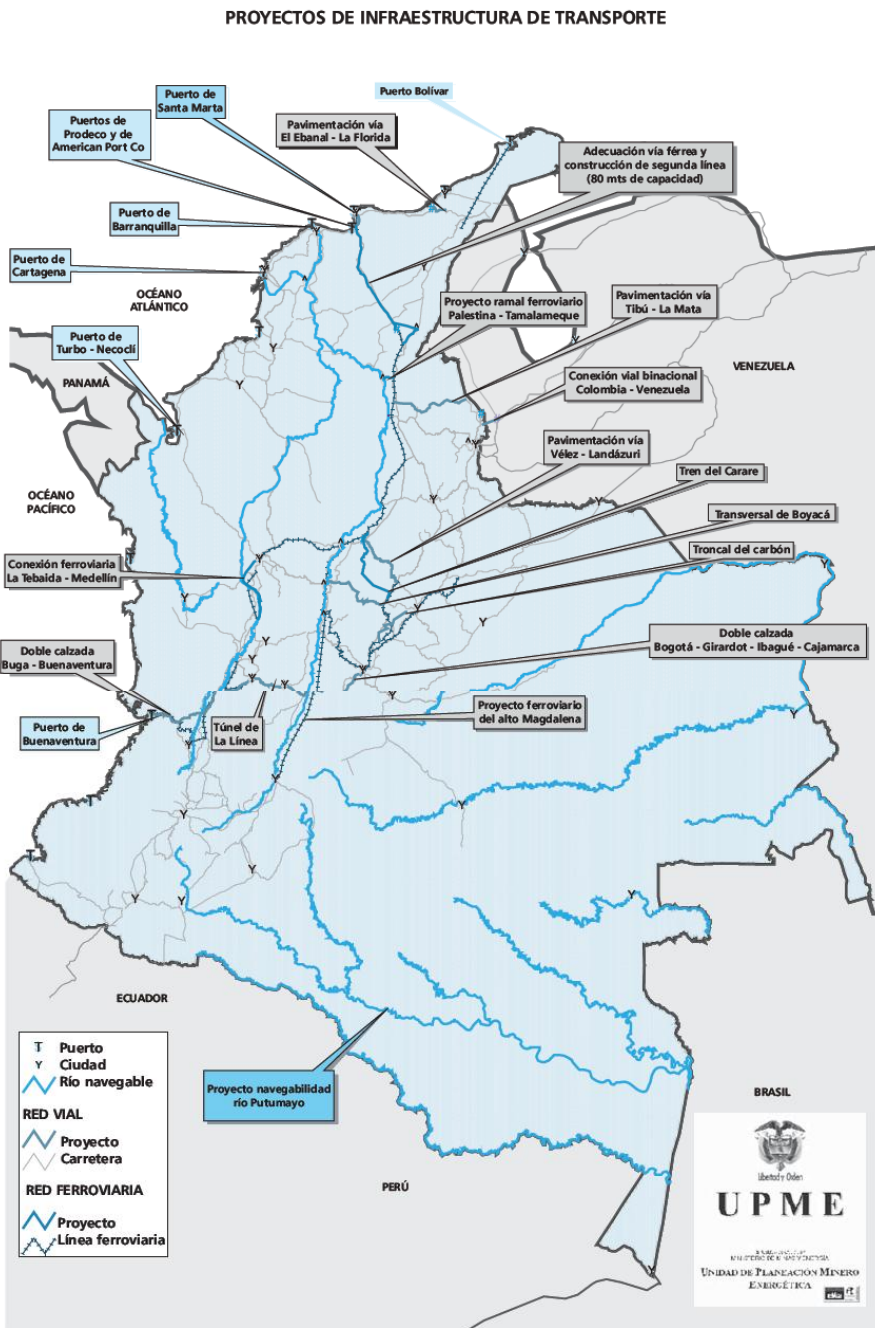 PROYECTOS DE INFRAESTRUCTURA DE TRANSPORTE
Puerto de
Santa Marta
Puerto Bolívar
Puertos de
Prodeco y de
American Port Co
Pavimentación vía
El Ebanal - La Florida
Adecuación vía férrea y
construcción de segunda línea
(80 mts de capacidad)
Puerto de
Barranquilla
Puerto de
Cartagena
OCÉANO
ATLÁNTICO
Proyecto ramal ferroviario
Palestina - Tamalameque
Pavimentación vía
Tibú - La Mata
Puerto de
Turbo - Necoclí
PANAMÁ
VENEZUELA
Conexión vial binacional
Colombia - Venezuela
Pavimentación vía
Vélez - Landázuri
Tren del Carare
OCÉANO
PACÍFICO
Transversal de Boyacá
Troncal del carbón
Conexión ferroviaria
La Tebaida - Medellín
Doble calzada
Buga - Buenaventura
Doble calzada
Bogotá - Girardot - Ibagué - Cajamarca
Puerto de
Buenaventura
Túnel de
La Línea
Proyecto ferroviario
del alto Magdalena
ECUADOR
Puerto
Ciudad
Río navegable
RED VIAL
Proyecto
Carretera
RED FERROVIARIA
Proyecto
Línea ferroviaria
Proyecto navegabilidad
río Putumayo
BRASIL
PERÚ
Libertad y Orden
UPME
UNIDAD DE PLANEACIÓN MINERO
ENERGÉTICA